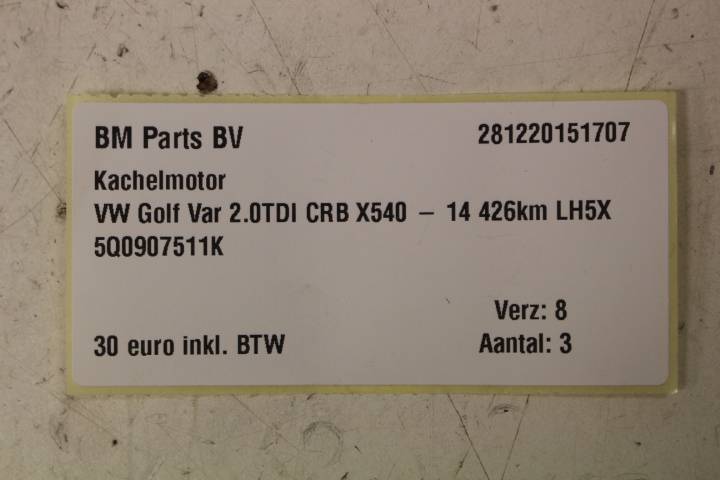 BM Parts BV 281220151707
Kachelmotor
VW Golf Var 2.0TDI CRB X540 – 14 426km LH5X
5Q0907511K
Verz: 8
30 euro inkl. BTW Aantal: 3